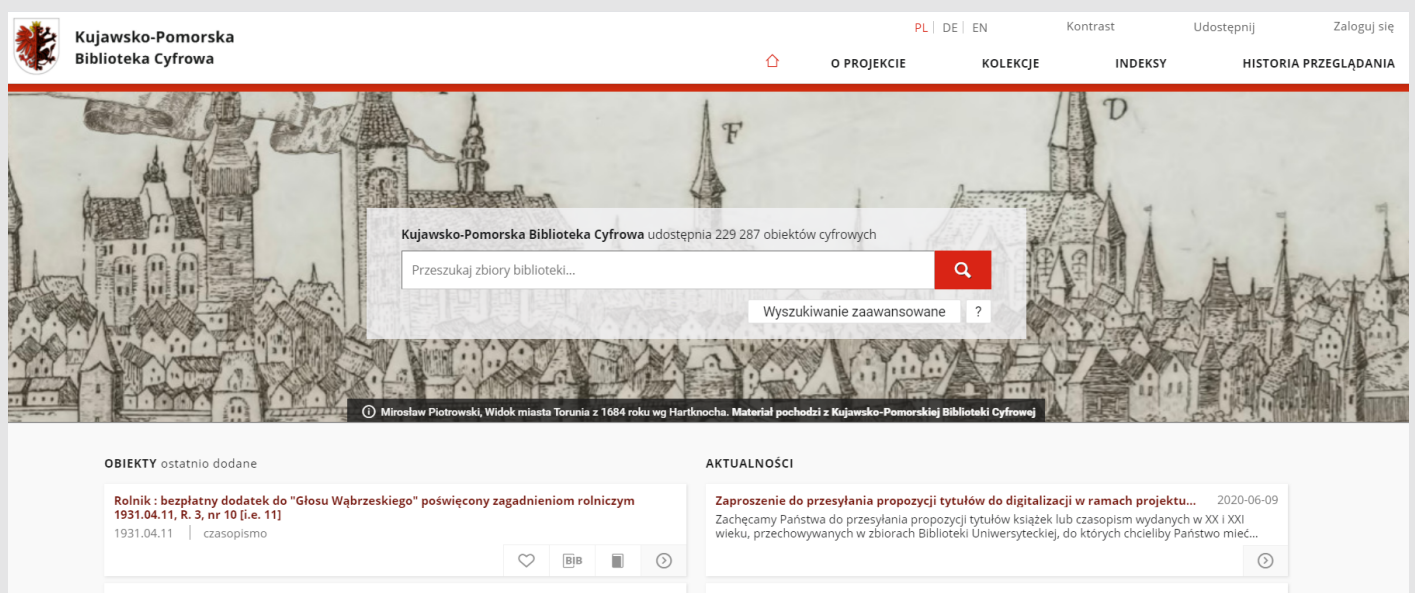 Kujawsko-Pomorska
Biblioteka Cyfrowa
PL DE EN Kontrast Udostępnij Zaloguj się
O PROJEKCIE KOLEKCJE INDEKSY HISTORIA PRZEGLĄDANIA
F
D
Kujawsko-Pomorska Biblioteka Cyfrowa udostępnia 229 287 obiektów cyfrowych
Przeszukaj zbiory biblioteki...
Wyszukiwanie zaawansowane ?
Mirosław Piotrowski, Widok miasta Torunia z 1684 roku wg Hartknocha. Materiał pochodzi z Kujawsko-Pomorskiej Biblioteki Cyfrowej
OBIEKTY ostatnio dodane
Rolnik : bezpłatny dodatek do "Głosu Wąbrzeskiego" poświęcony zagadnieniom rolniczym
1931.04.11, R. 3, nr 10 [i.e. 11]
1931.04.11 czasopismo
BIB
AKTUALNOŚCI
Zaproszenie do przesyłania propozycji tytułów do digitalizacji w ramach projektu... 2020-06-09
Zachęcamy Państwa do przesyłania propozycji tytułów książek lub czasopism wydanych w XX i XXI
wieku, przechowywanych w zbiorach Biblioteki Uniwersyteckiej, do których chcieliby Państwo mieć...